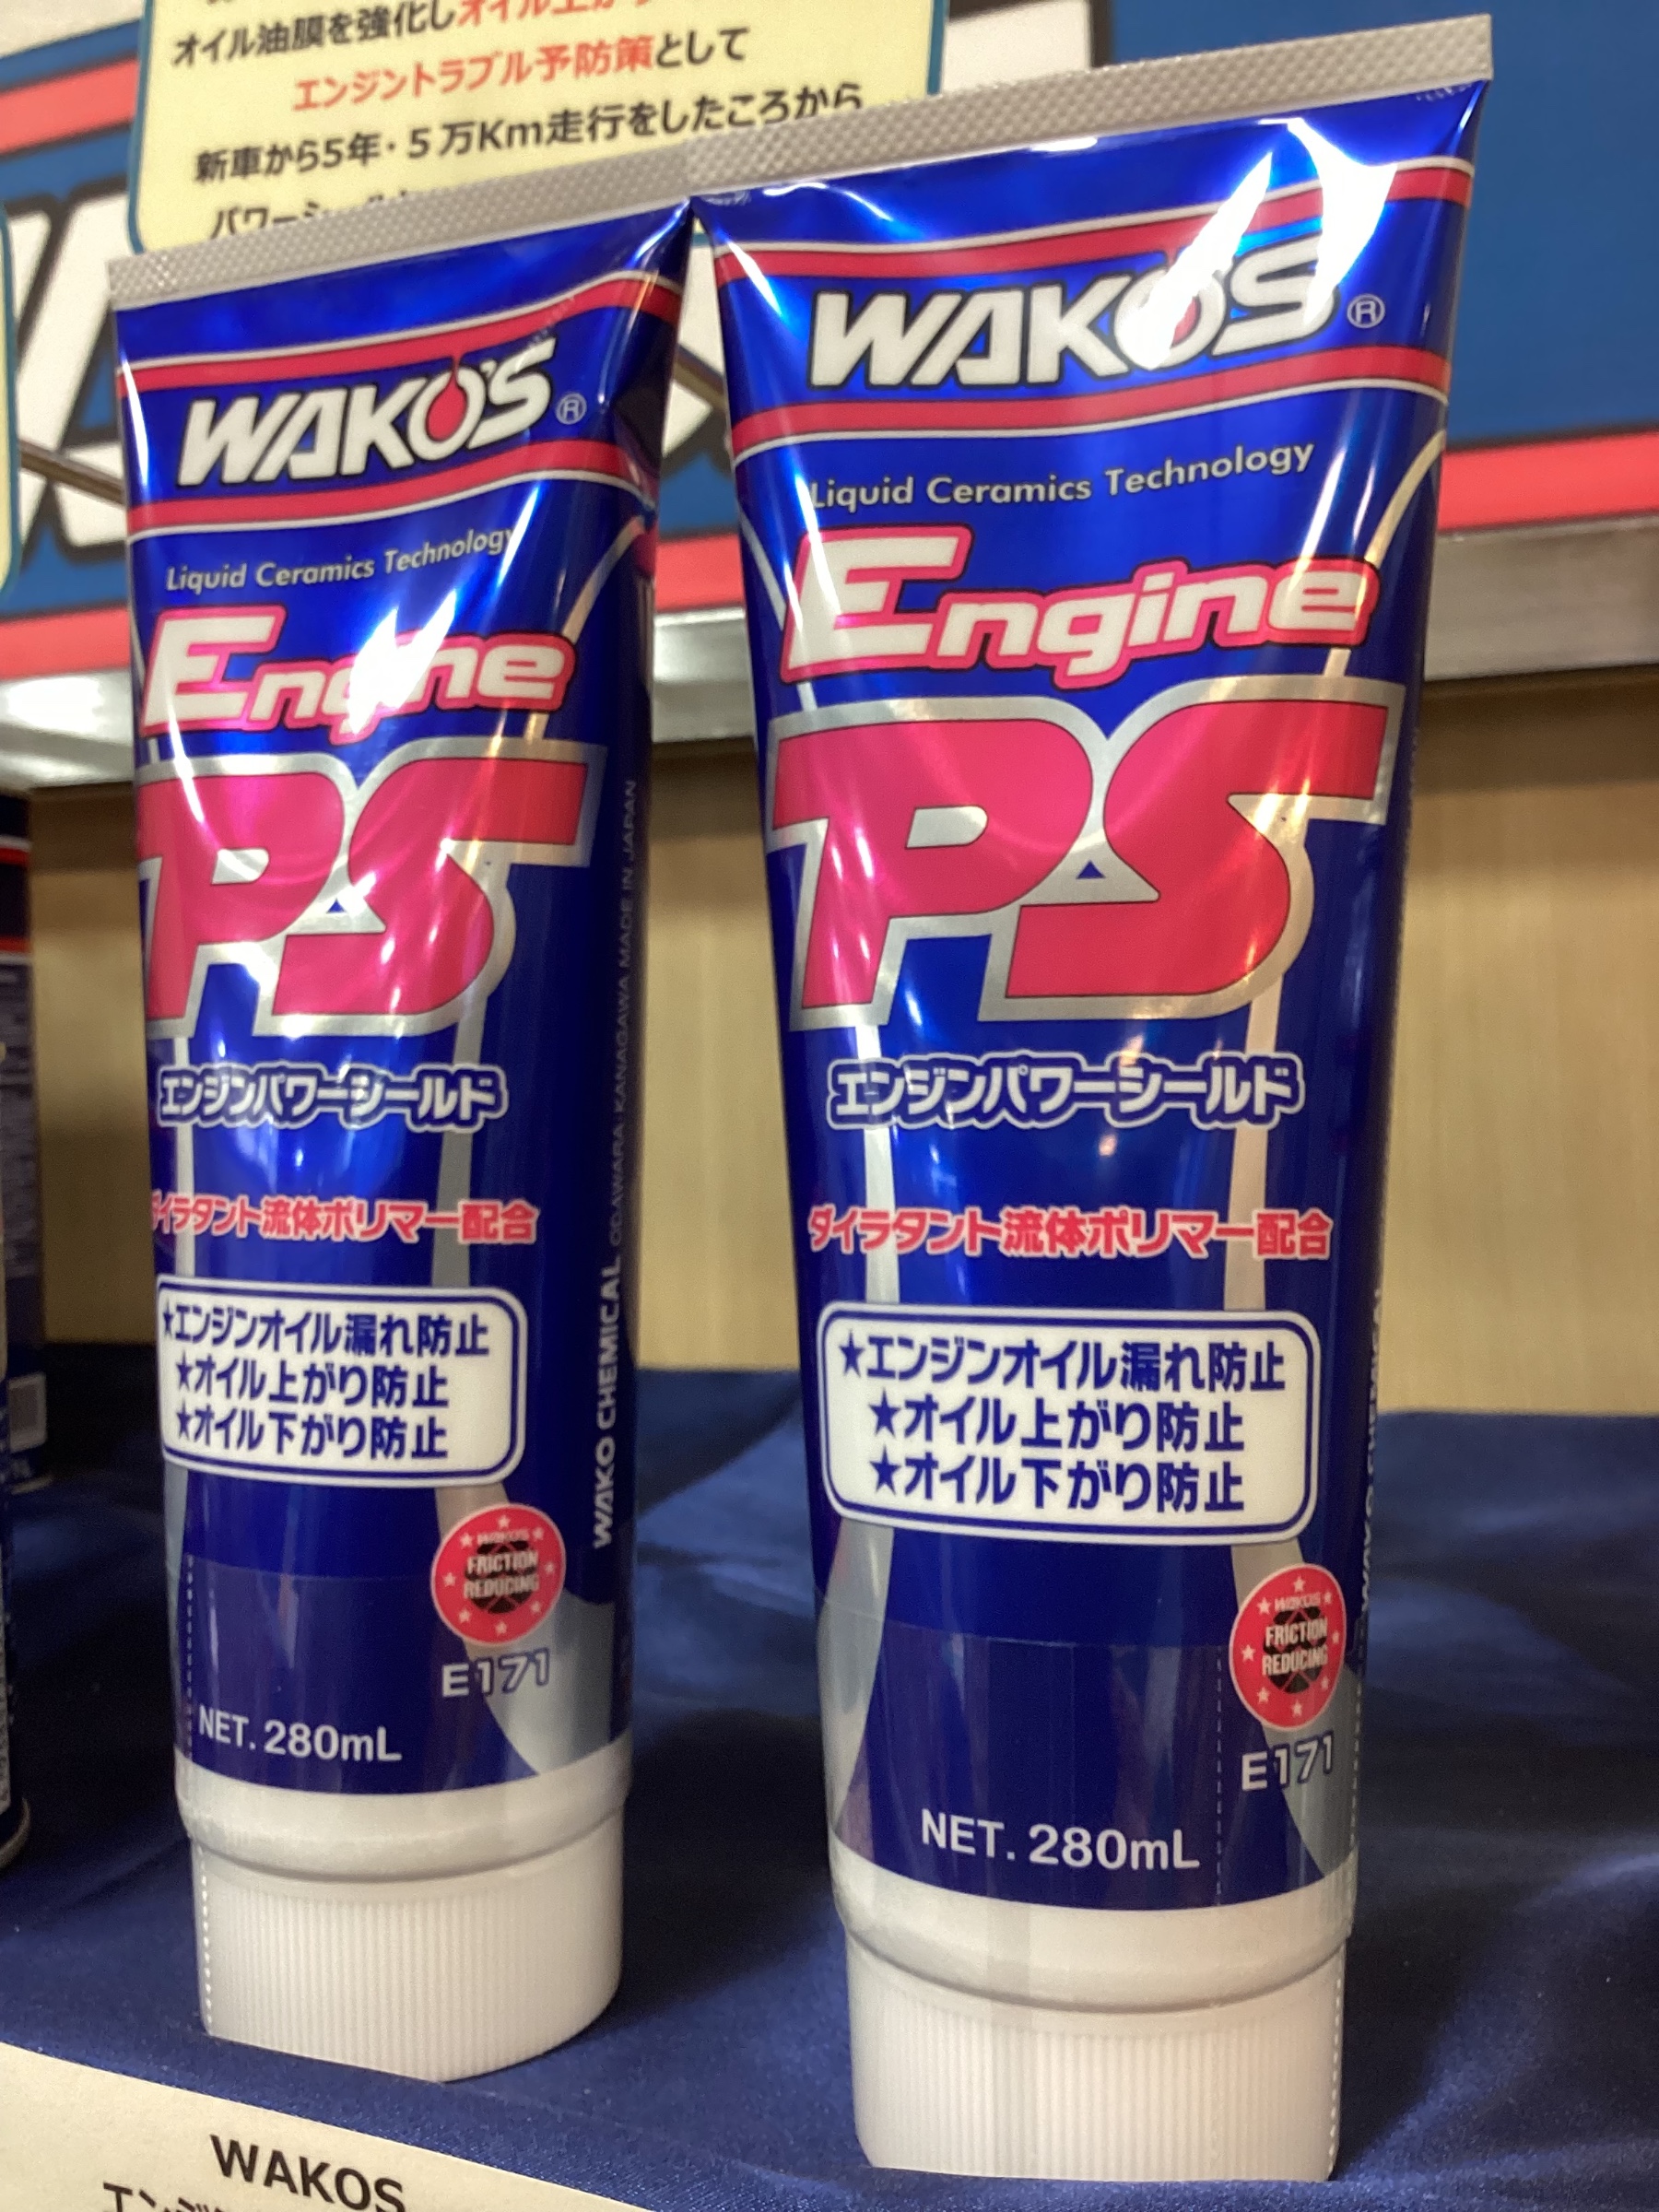 オイル油膜を強化しオイル上がり
エンジントラブル予防策として
新車から5年・5万Km走行をしたころから
WAKO'S®
Liquid Ceramics Technology
Engine
PS
エンジンパワーシールド
ダイラタント流体ポリマー配合
★エンジンオイル漏れ防止
★オイル上がり防止
★オイル下がり防止
WAKO'S
FRICTION
REDUCING
E171
NET. 280mL
WAKO CHEMICAL ODAWARA KANAGAWA MADE IN JAPAN
WAKO'S®
Liquid Ceramics Technology
Engine
PS
エンジンパワーシールド
ダイラタント流体ポリマー配合
★エンジンオイル漏れ防止
★オイル上がり防止
★オイル下がり防止
WAKO'S
FRICTION
REDUCING
E171
NET. 280mL
WAKOS